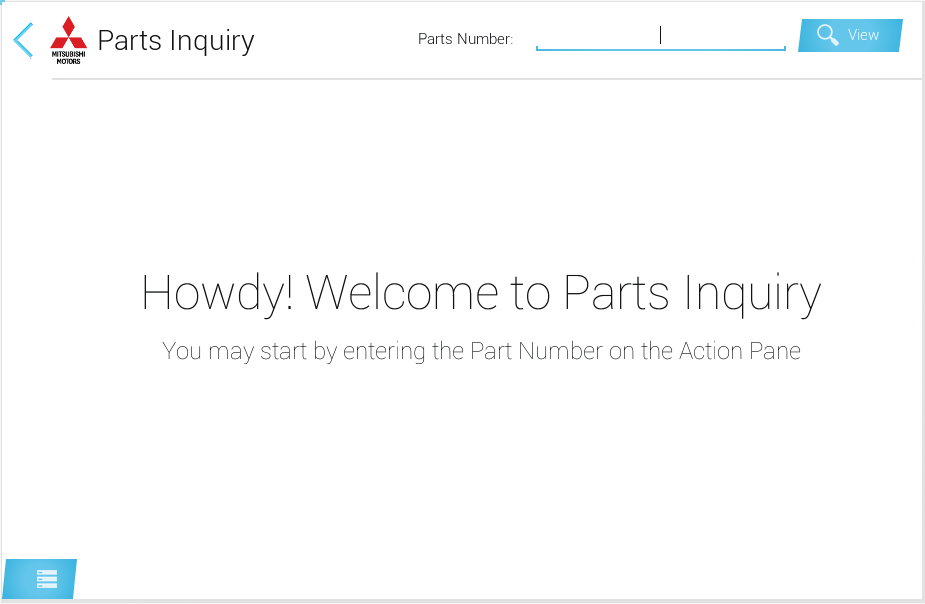 Parts Inquiry
MITSUBISHI
MOTORS
Parts Number:
View
Howdy! Welcome to Parts Inquiry
You may start by entering the Part Number on the Action Pane